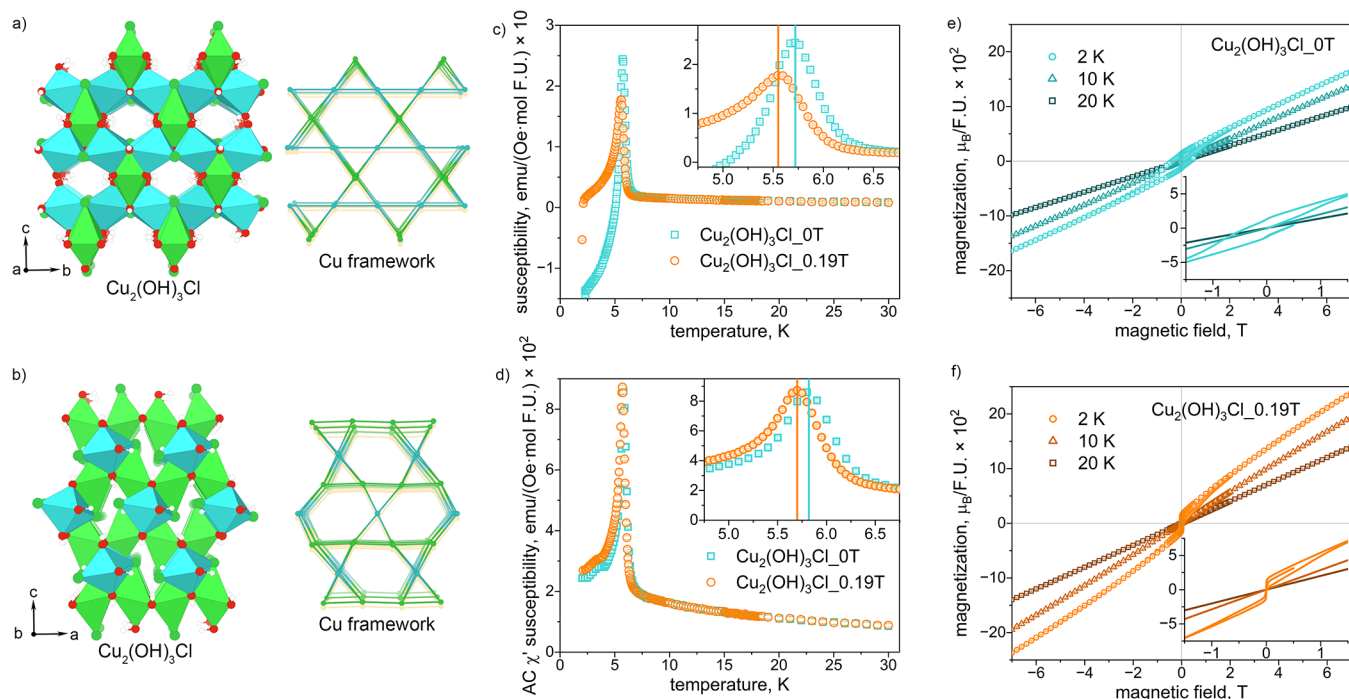 a)
c
a
b
Cu₂(OH)₃Cl
Cu framework
b)
c
b
a
Cu₂(OH)₃Cl
Cu framework
c)
susceptibility, emu/(Oe·mol F.U.) × 10
2
1
0
−1
0
5
10
15
20
25
30
temperature, K
Cu₂(OH)₃Cl_0T
Cu₂(OH)₃Cl_0.19T
2
1
0
5.0
5.5
6.0
6.5
d)
AC χ' susceptibility, emu/(Oe·mol F.U.) × 10²
8
6
4
2
0
0
5
10
15
20
25
30
temperature, K
Cu₂(OH)₃Cl_0T
Cu₂(OH)₃Cl_0.19T
8
6
4
2
0
5.0
5.5
6.0
6.5
e)
magnetization, μB/F.U. × 10²
20
10
0
−10
−20
−6
−4
−2
0
2
4
6
magnetic field, T
Cu₂(OH)₃Cl_0T
2 K
10 K
20 K
5
0
−5
−1
0
1
f)
magnetization, μB/F.U. × 10²
20
10
0
−10
−20
−6
−4
−2
0
2
4
6
magnetic field, T
Cu₂(OH)₃Cl_0.19T
2 K
10 K
20 K
5
0
−5
−1
0
1